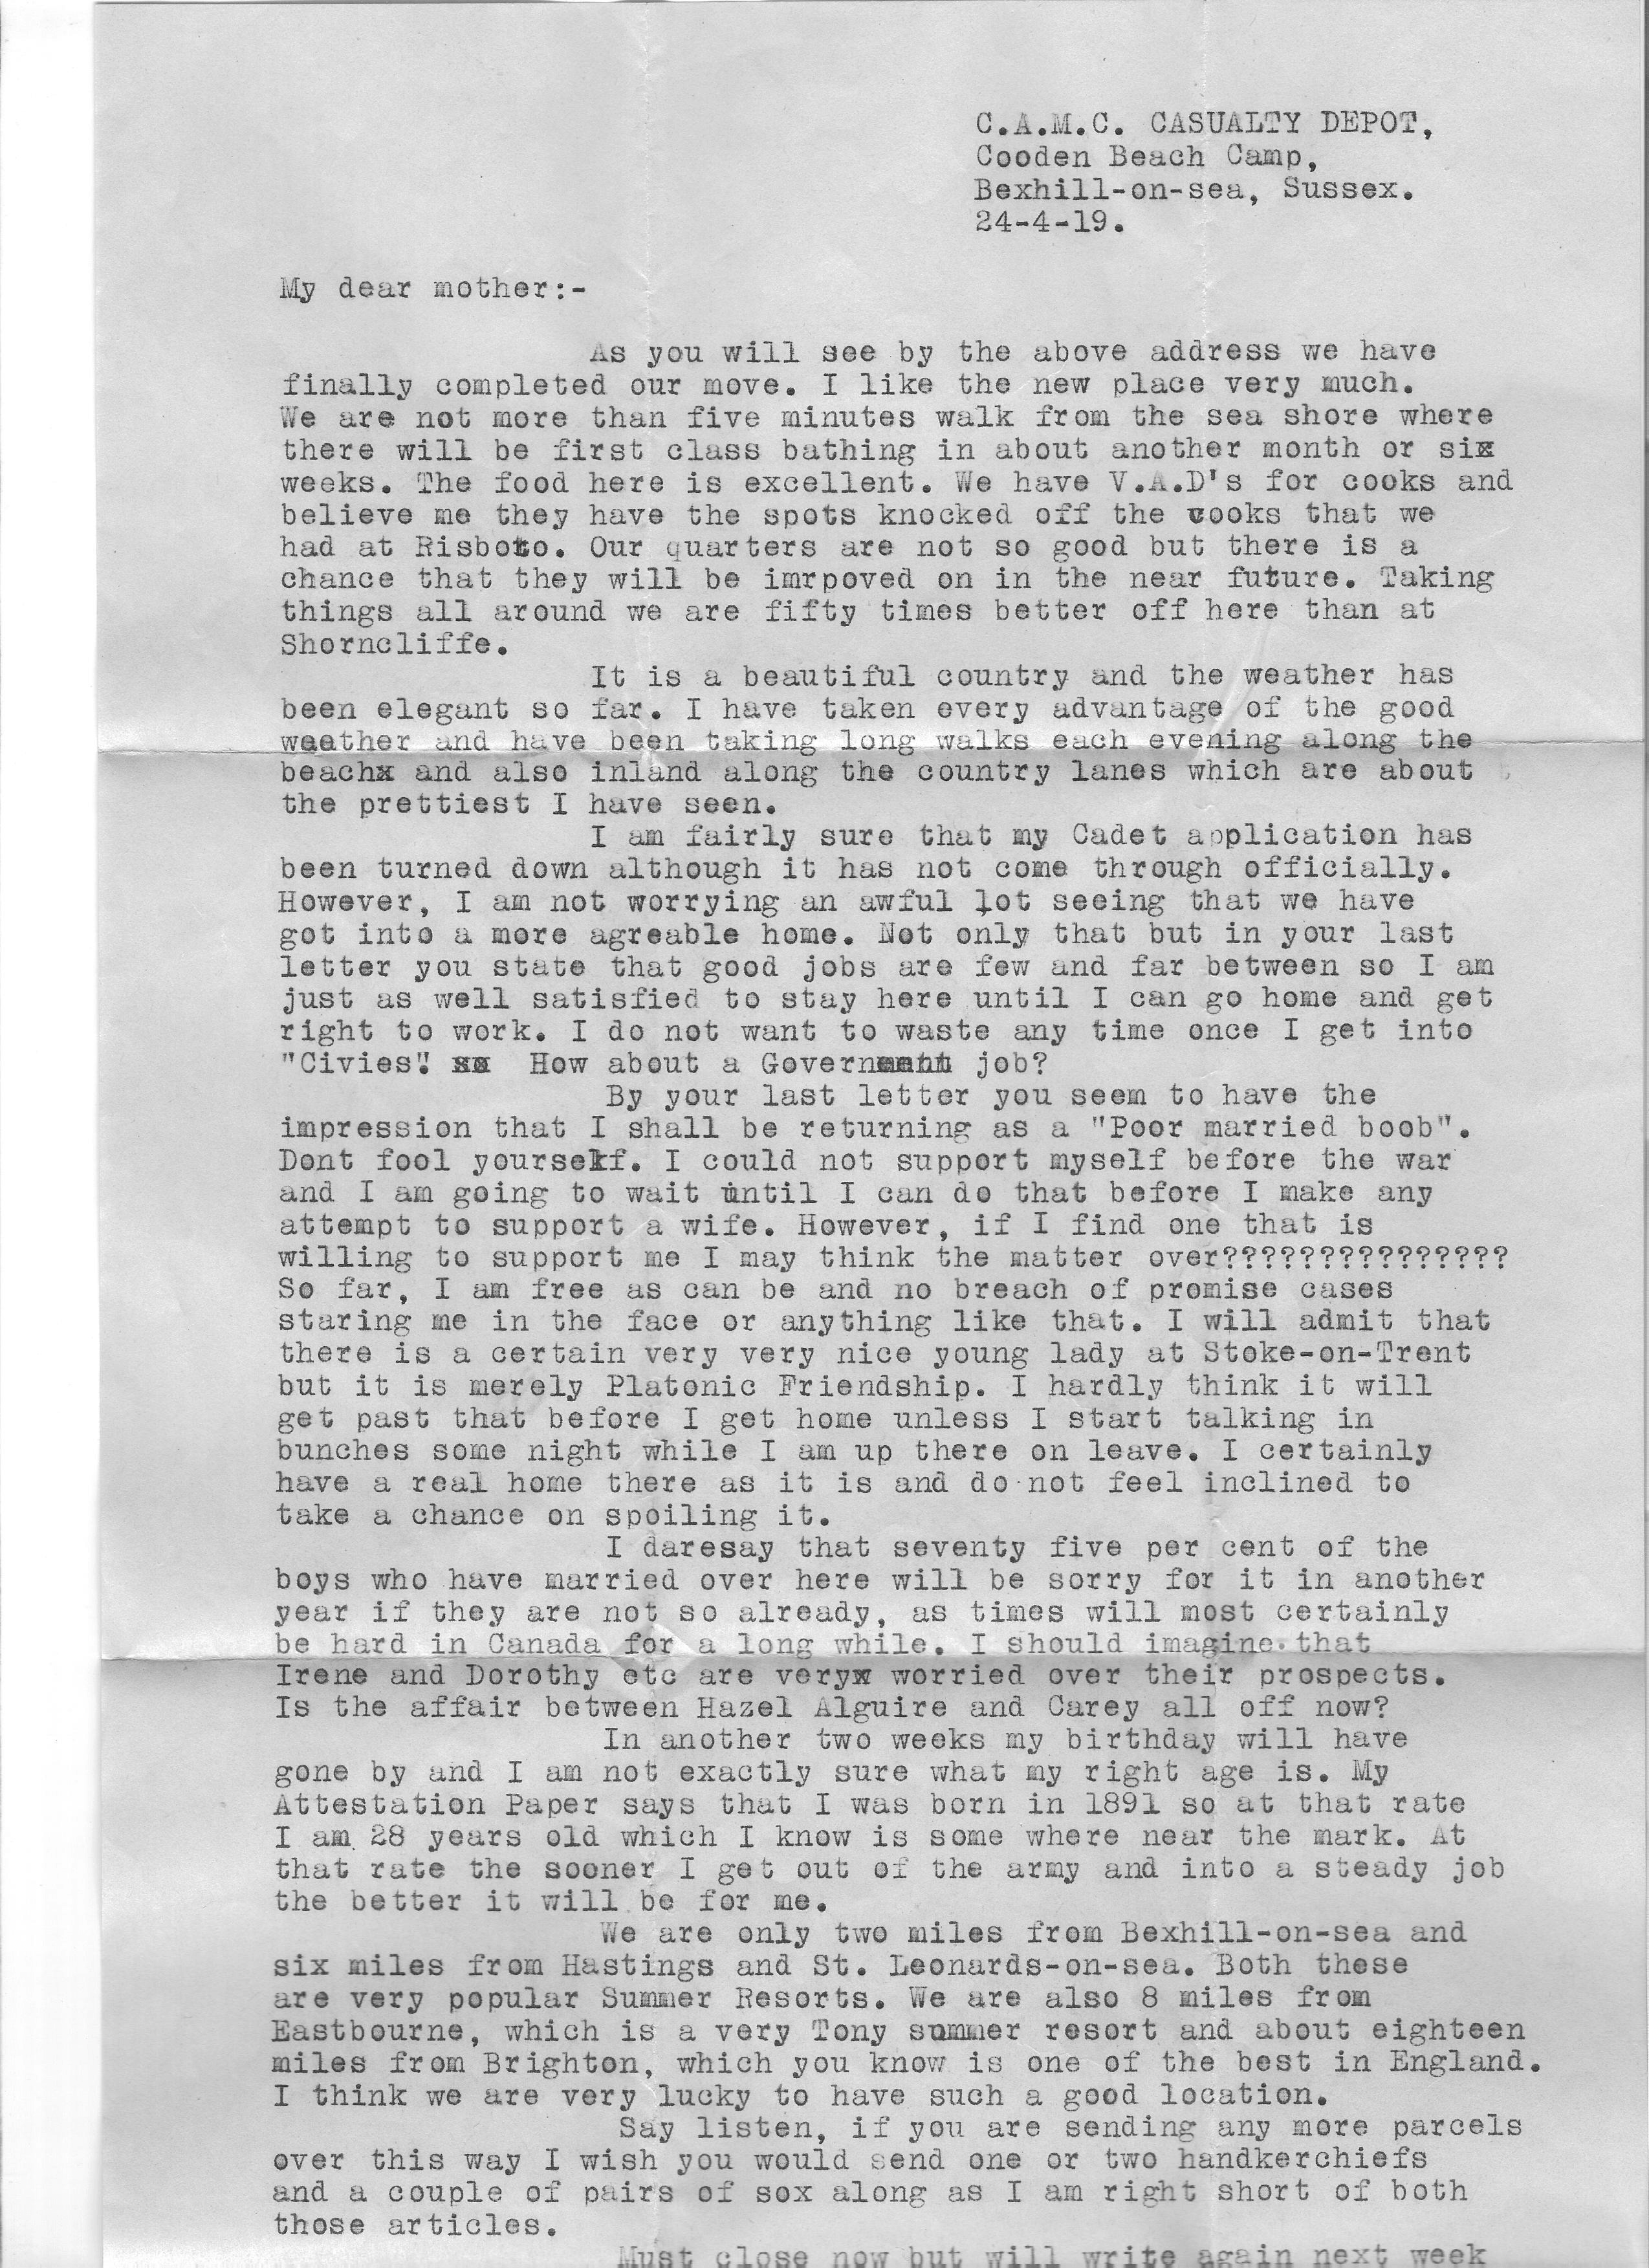 C.A.M.C. CASUALTY DEPOT,
Cooden Beach Camp,
Bexhill-on-sea, Sussex.
24-4-19.
My dear mother:-
As you will see by the above address we have
finally completed our move. I like the new place very much.
We are not more than five minutes walk from the sea shore where
there will be first class bathing in about another month or six
weeks. The food here is excellent. We have V.A.D's for cooks and
believe me they have the spots knocked off the cooks that we
had at Risboro. Our quarters are not so good but there is a
chance that they will be imrpoved on in the near future. Taking
things all around we are fifty times better off here than at
Shorncliffe.
It is a beautiful country and the weather has
been elegant so far. I have taken every advantage of the good
weather and have been taking long walks each evening along the
beachx and also inland along the country lanes which are about
the prettiest I have seen.
I am fairly sure that my Cadet application has
been turned down although it has not come through officially.
However, I am not worrying an awful lot seeing that we have
got into a more agreable home. Not only that but in your last
letter you state that good jobs are few and far between so I am
just as well satisfied to stay here until I can go home and get
right to work. I do not want to waste any time once I get into
"Civies". How about a Government job?
By your last letter you seem to have the
impression that I shall be returning as a "Poor married boob".
Dont fool yourself. I could not support myself before the war
and I am going to wait until I can do that before I make any
attempt to support a wife. However, if I find one that is
willing to support me I may think the matter over???????????????
So far, I am free as can be and no breach of promise cases
staring me in the face or anything like that. I will admit that
there is a certain very very nice young lady at Stoke-on-Trent
but it is merely Platonic Friendship. I hardly think it will
get past that before I get home unless I start talking in
bunches some night while I am up there on leave. I certainly
have a real home there as it is and do not feel inclined to
take a chance on spoiling it.
I daresay that seventy five per cent of the
boys who have married over here will be sorry for it in another
year if they are not so already, as times will most certainly
be hard in Canada for a long while. I should imagine that
Irene and Dorothy etc are veryx worried over their prospects.
Is the affair between Hazel Alguire and Carey all off now?
In another two weeks my birthday will have
gone by and I am not exactly sure what my right age is. My
Attestation Paper says that I was born in 1891 so at that rate
I am 28 years old which I know is some where near the mark. At
that rate the sooner I get out of the army and into a steady job
the better it will be for me.
We are only two miles from Bexhill-on-sea and
six miles from Hastings and St. Leonards-on-sea. Both these
are very popular Summer Resorts. We are also 8 miles from
Eastbourne, which is a very Tony summer resort and about eighteen
miles from Brighton, which you know is one of the best in England.
I think we are very lucky to have such a good location.
Say listen, if you are sending any more parcels
over this way I wish you would send one or two handkerchiefs
and a couple of pairs of sox along as I am right short of both
those articles.
Must close now but will write again next week